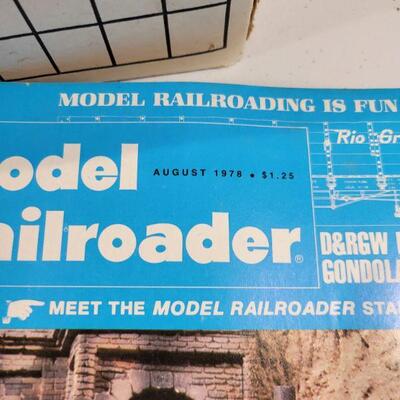 MODEL RAILROADING IS FUN
Rio Gr
odel
AUGUST 1978 • $1.25
ailroader®
D&RGW
GONDOLA
MEET THE MODEL RAILROADER STA